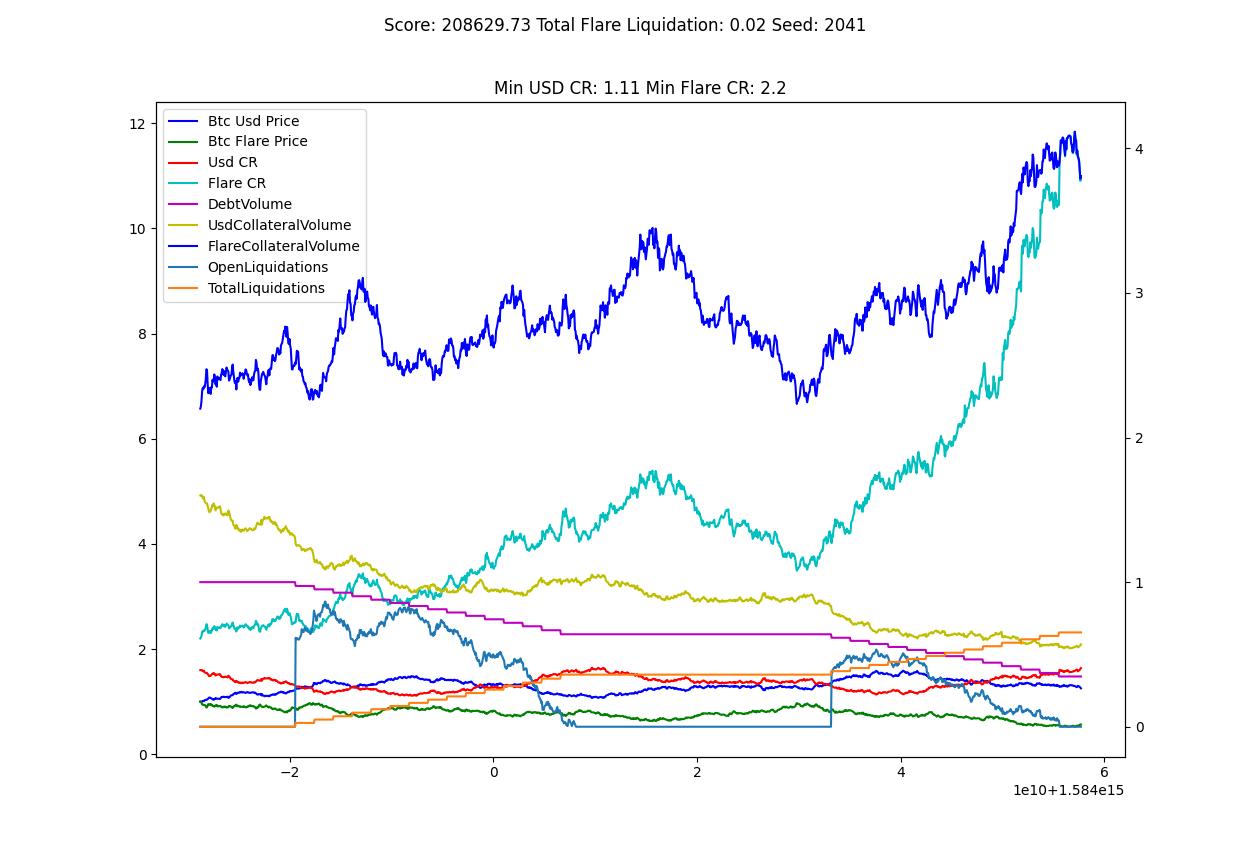 Score: 208629.73 Total Flare Liquidation: 0.02 Seed: 2041
Min USD CR: 1.11 Min Flare CR: 2.2
Btc Usd Price
Btc Flare Price
Usd CR
Flare CR
DebtVolume
UsdCollateralVolume
FlareCollateralVolume
OpenLiquidations
TotalLiquidations
12
10
8
6
4
2
0
4
3
2
1
0
−2 0 2 4 6
1e10+1.584e15